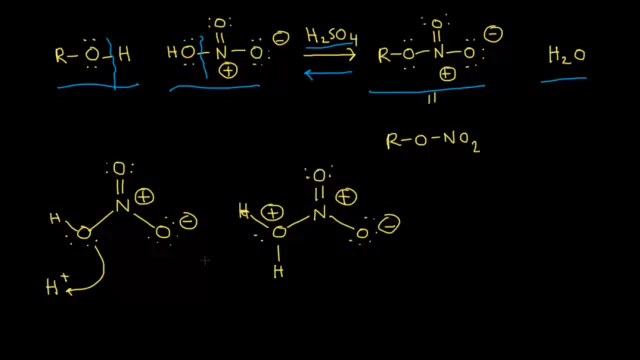 R-O-H HO-N-O ⊖ H₂SO₄ R-O-N-O ⊖ H₂O
O ⊕ O ⊕
R-O-NO₂
O O
N ⊕ N ⊕
H O O ⊖ H O ⊕ O ⊖
H⁺ H